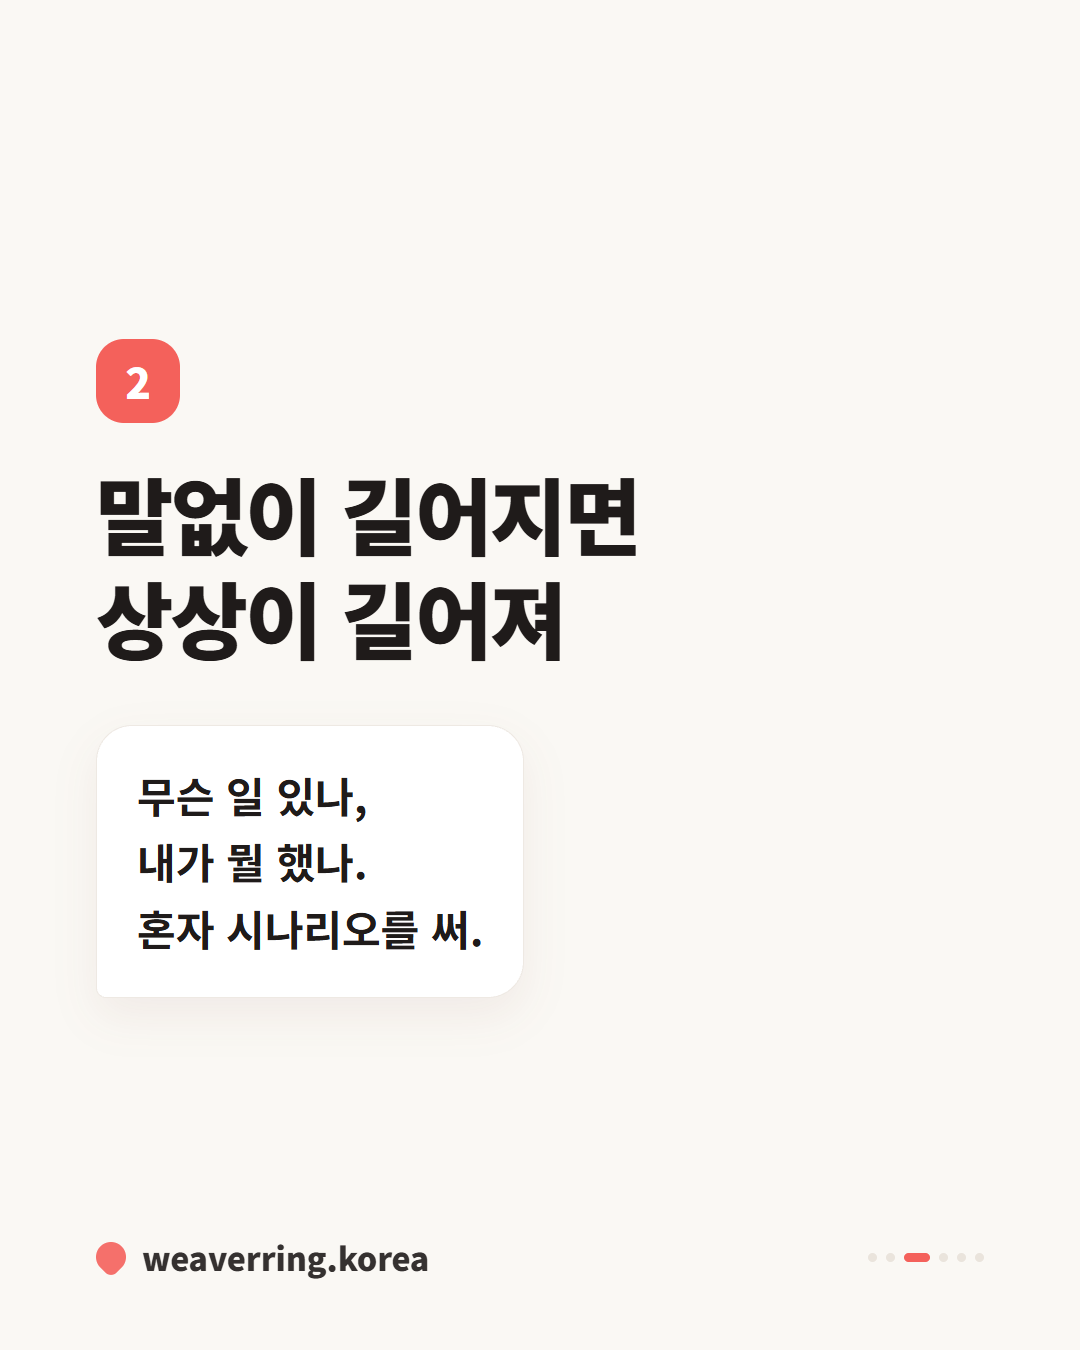 2
말없이 길어지면
상상이 길어져
무슨 일 있나,
내가 뭘 했나.
혼자 시나리오를 써.
weaverring.korea